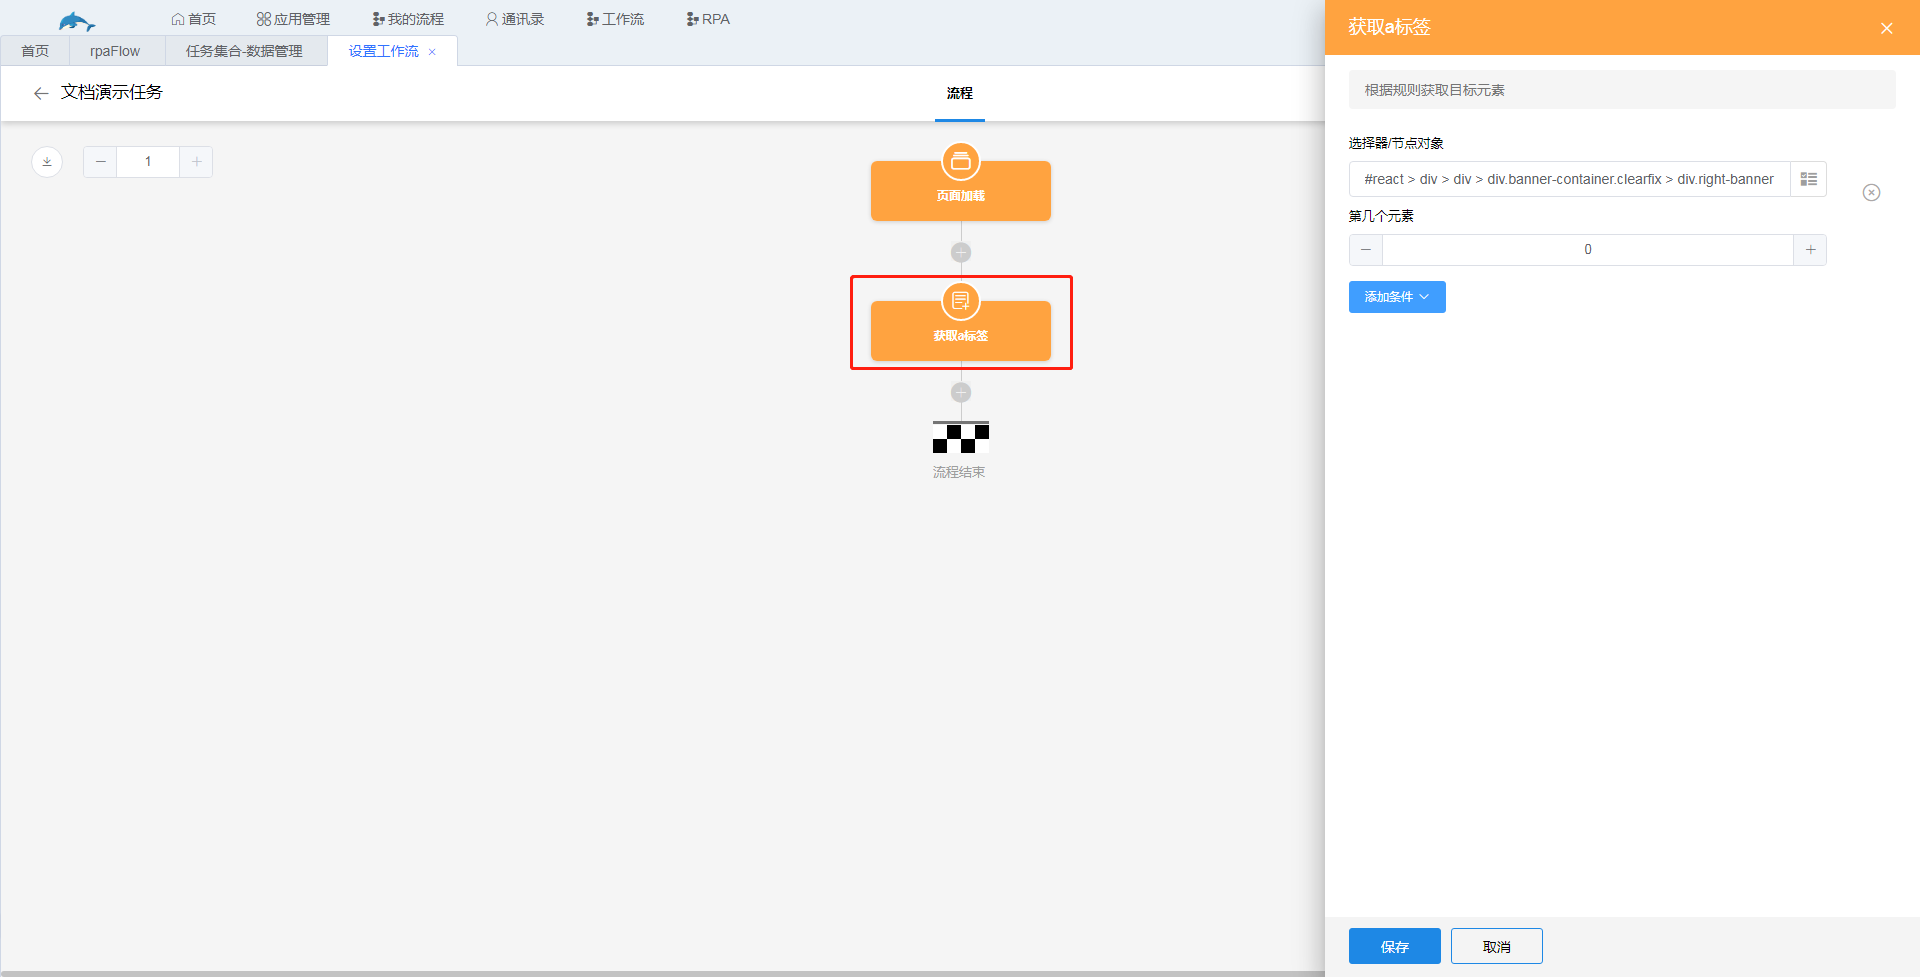 首页 应用管理 我的流程 通讯录 工作流 RPA
首页 rpaFlow 任务集合-数据管理 设置工作流
文档演示任务
流程
1
页面加载
获取a标签
流程结束
获取a标签
根据规则获取目标元素
选择器/节点对象
#react > div > div > div.banner-container.clearfix > div.right-banner
第几个元素
0
添加条件
保存 取消